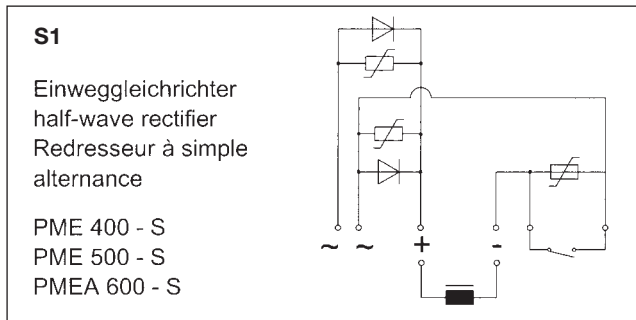 S1
Einweggleichrichter
half-wave rectifier
Redresseur à simple
alternance
PME 400 - S
PME 500 - S
PMEA 600 - S
~ ~ + -